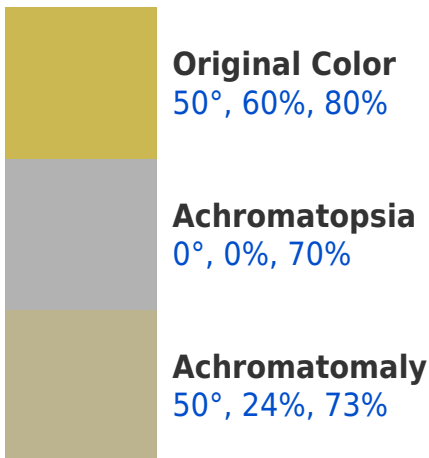 Original Color
50°, 60%, 80%
Achromatopsia
0°, 0%, 70%
Achromatomaly
50°, 24%, 73%